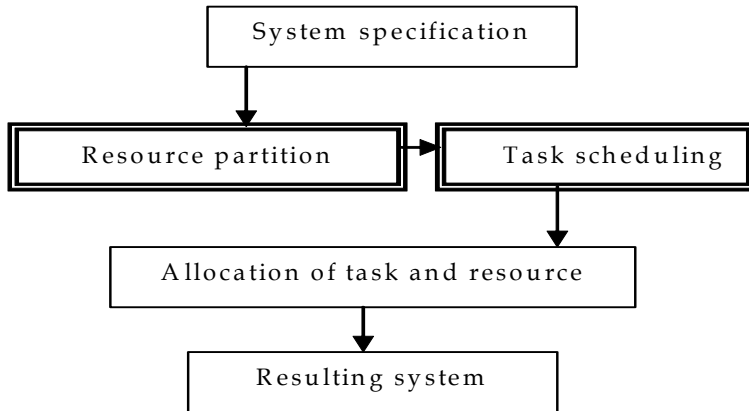 System specification
Resource partition
Task scheduling
Allocation of task and resource
Resulting system